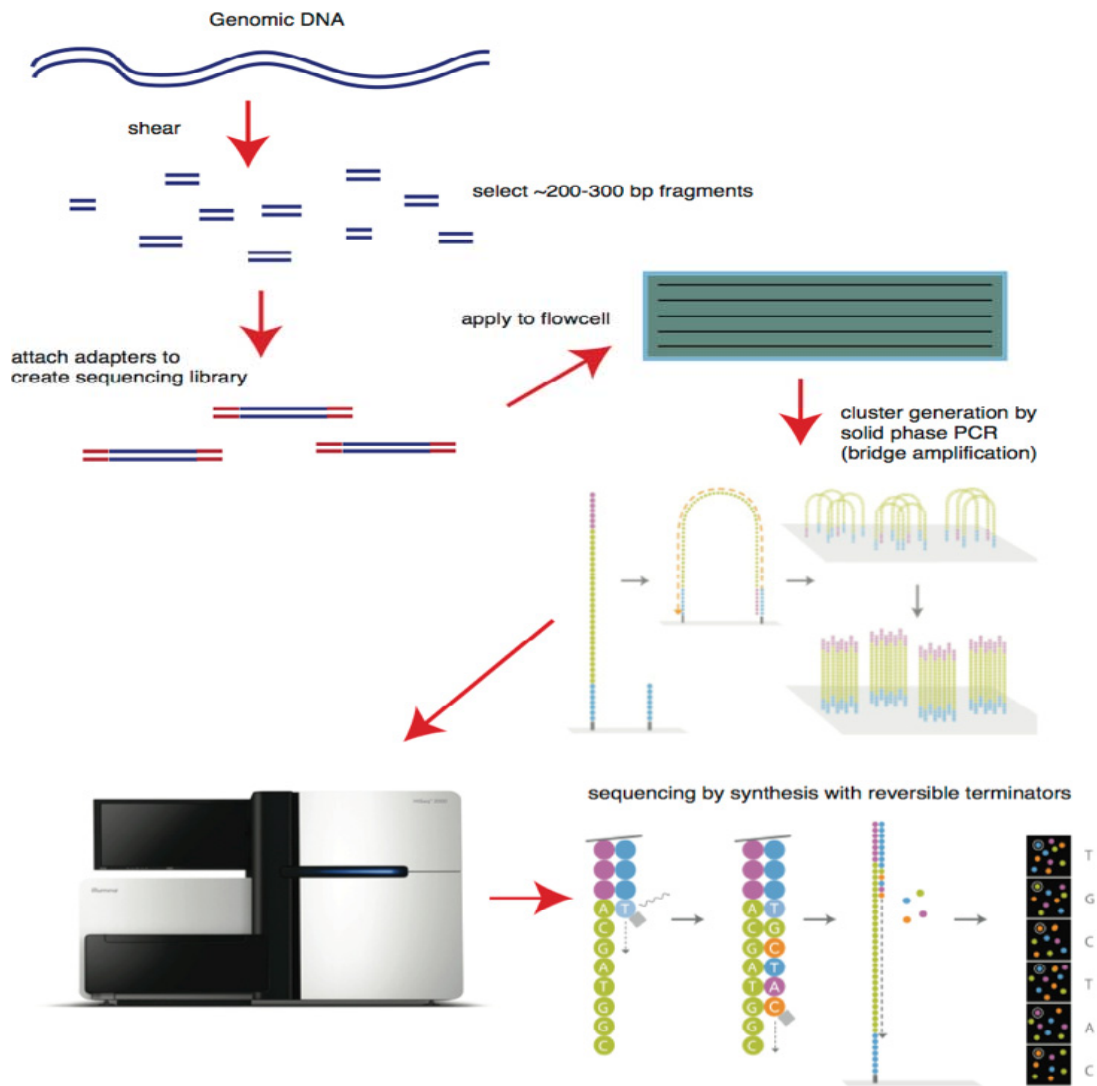 Genomic DNA
shear
select ~200-300 bp fragments
apply to flowcell
attach adapters to
create sequencing library
cluster generation by
solid phase PCR
(bridge amplification)
sequencing by synthesis with reversible terminators
illumina
A T
C
G
A
T
G
G
C
A T
C G
G C
A T
T A
G C
G
C
T
G
C
T
A
C